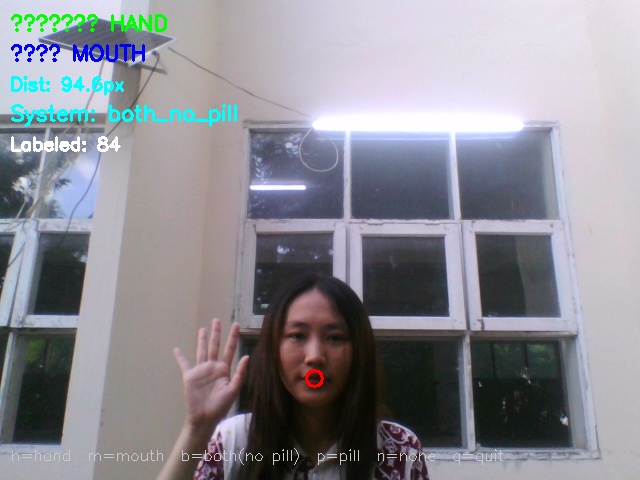 ??????? HAND
???? MOUTH
Dist: 94.6px
System: both_no_pill
Labeled: 84
h=hand m=mouth b=both(no pill) p=pill n=none q=quit